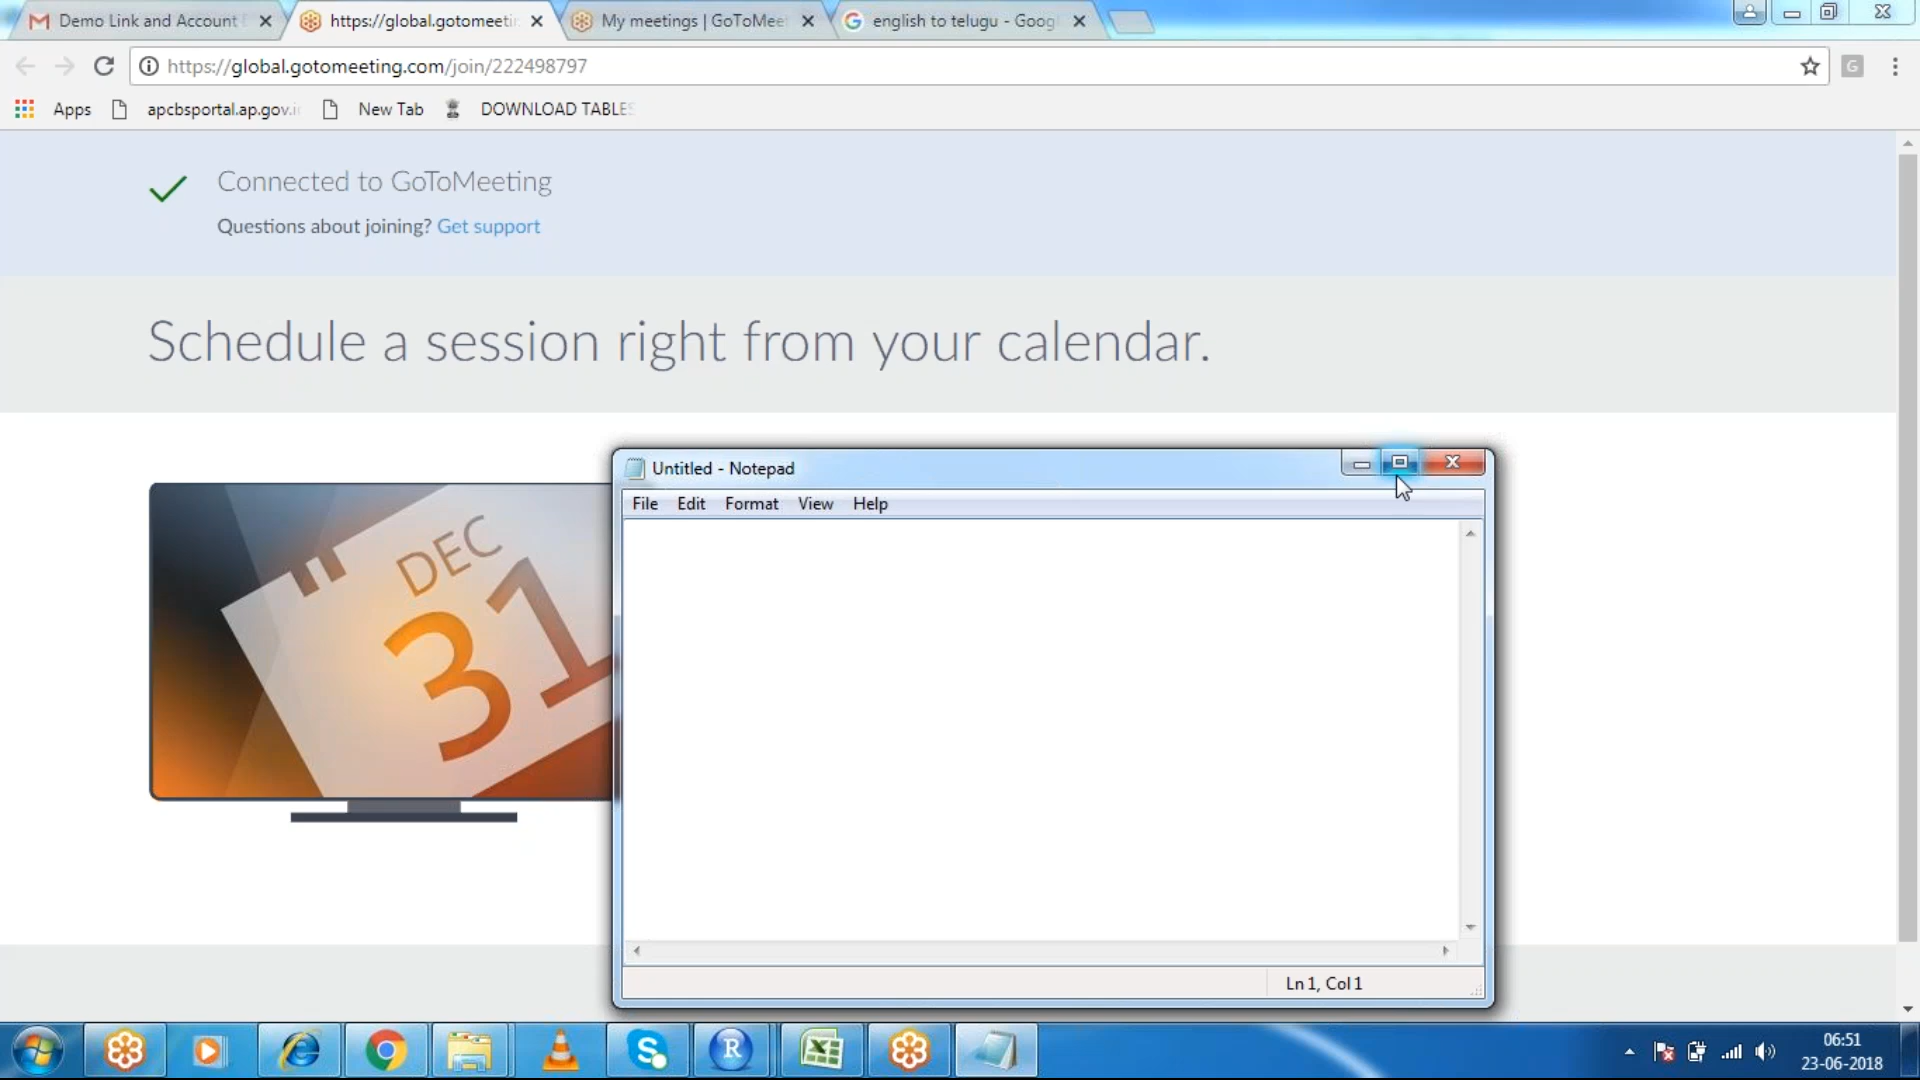 Demo Link and Account
https://global.gotomeetin
My meetings | GoToMeet
english to telugu - Goog
https://global.gotomeeting.com/join/222498797
Apps
apcbsportal.ap.gov.i
New Tab
DOWNLOAD TABLES
Connected to GoToMeeting
Questions about joining? Get support
Schedule a session right from your calendar.
DEC
31
Untitled - Notepad
File Edit Format View Help
Ln 1, Col 1
06:51
23-06-2018